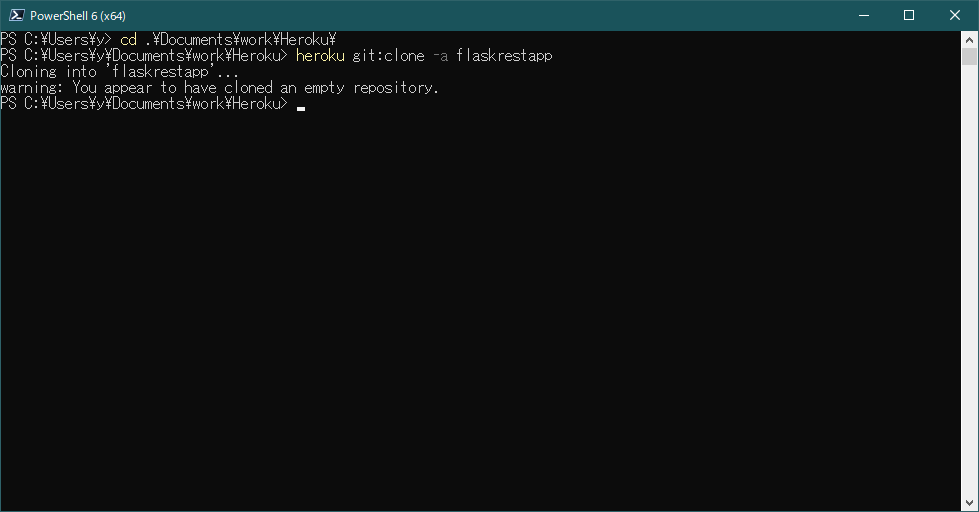 PowerShell 6 (x64)
PS C:¥Users¥y> cd .¥Documents¥work¥Heroku¥
PS C:¥Users¥y¥Documents¥work¥Heroku> heroku git:clone -a flaskrestapp
Cloning into 'flaskrestapp'...
warning: You appear to have cloned an empty repository.
PS C:¥Users¥y¥Documents¥work¥Heroku>